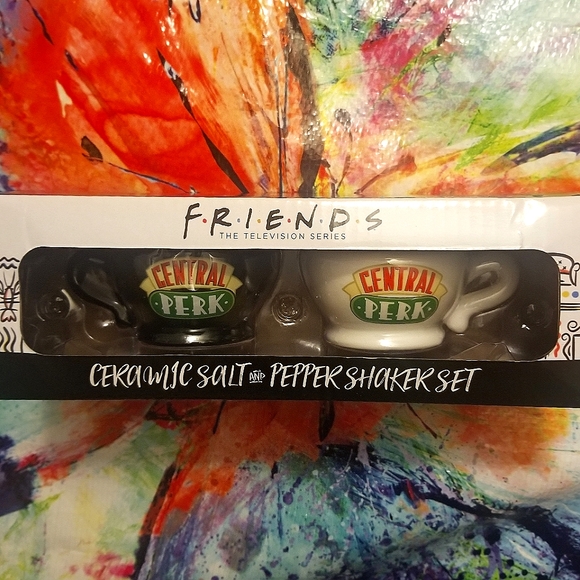 F·R·I·E·N·D·S
THE TELEVISION SERIES
CENTRAL
PERK
CENTRAL
PERK
CERAMIC SALT AND PEPPER SHAKER SET